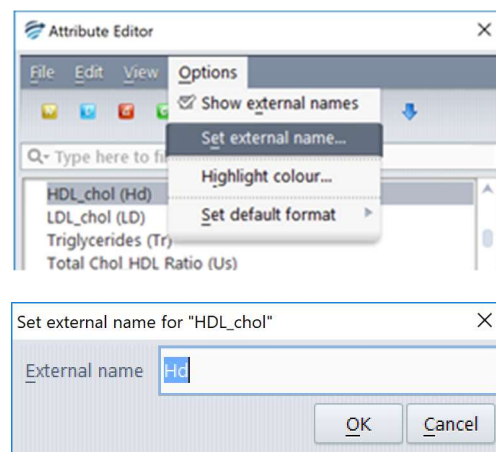 Attribute Editor
File Edit View Options
Show external names
Set external name...
Type here to fi
Highlight colour...
HDL_chol (Hd)
LDL_chol (LD)
Set default format
Triglycerides (Tr)
Total Chol HDL Ratio (Us)
Set external name for "HDL_chol"
External name Hd
OK Cancel